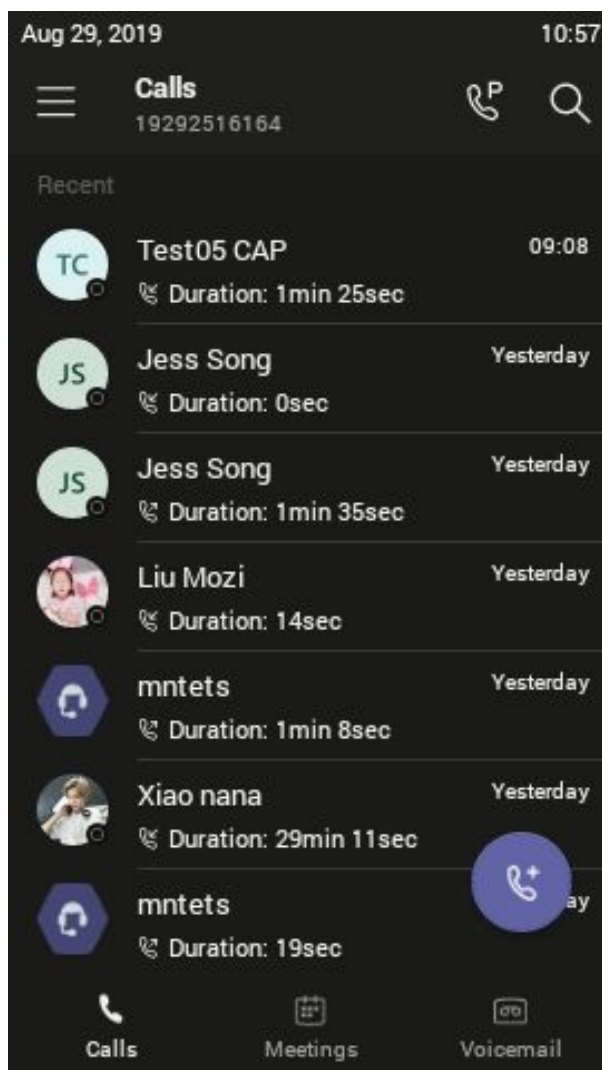 Aug 29, 2019 10:57
Calls
19292516164
P
Recent
TC Test05 CAP 09:08
Duration: 1min 25sec
JS Jess Song Yesterday
Duration: 0sec
JS Jess Song Yesterday
Duration: 1min 35sec
Liu Mozi Yesterday
Duration: 14sec
mntets Yesterday
Duration: 1min 8sec
Xiao nana Yesterday
Duration: 29min 11sec
mntets ay
Duration: 19sec
Calls Meetings Voicemail